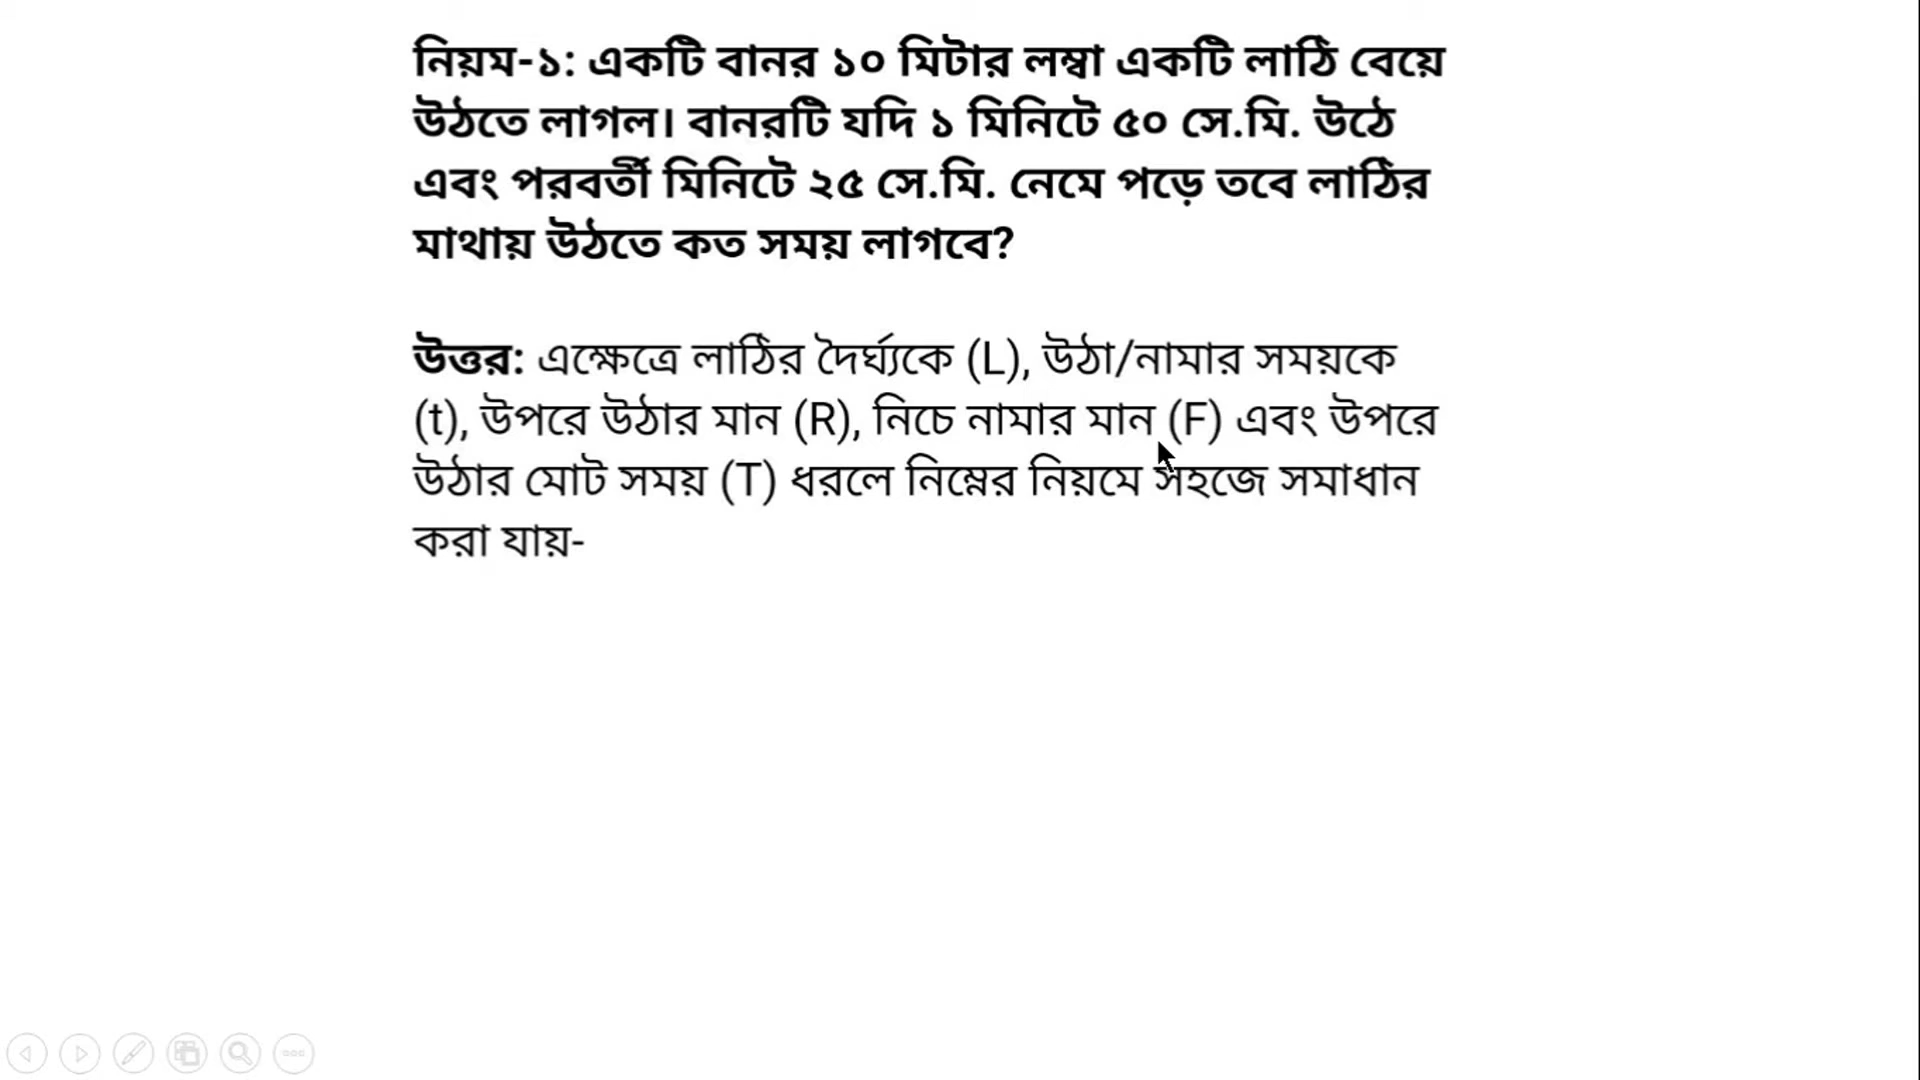 নিয়ম-১: একটি বানর ১০ মিটার লম্বা একটি লাঠি বেয়ে
উঠতে লাগল। বানরটি যদি ১ মিনিটে ৫০ সে.মি. উঠে
এবং পরবর্তী মিনিটে ২৫ সে.মি. নেমে পড়ে তবে লাঠির
মাথায় উঠতে কত সময় লাগবে?
উত্তর: এক্ষেত্রে লাঠির দৈর্ঘ্যকে (L), উঠা/নামার সময়কে
(t), উপরে উঠার মান (R), নিচে নামার মান (F) এবং উপরে
উঠার মোট সময় (T) ধরলে নিম্নের নিয়মে সহজে সমাধান
করা যায়-